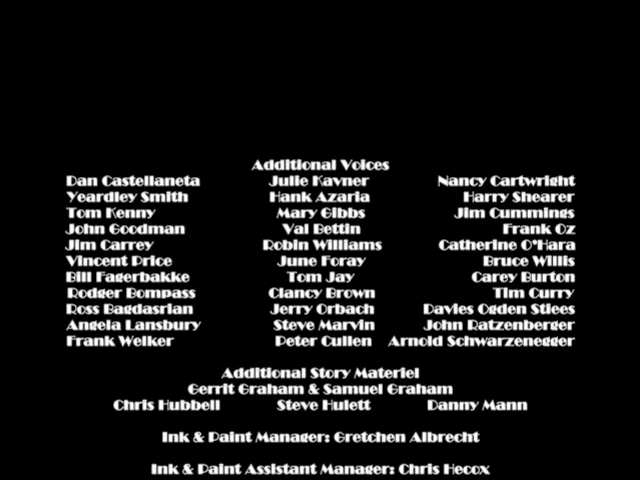 Additional Voices
Dan Castellaneta Julie Kavner Nancy Cartwright
Yeardley Smith Hank Azaria Harry Shearer
Tom Kenny Mary Gibbs Jim Cummings
John Goodman Val Bettin Frank Oz
Jim Carrey Robin Williams Catherine O'Hara
Vincent Price June Foray Bruce Willis
Bill Fagerbakke Tom Jay Carey Burton
Rodger Bompass Clancy Brown Tim Curry
Ross Bagdasrian Jerry Orbach Davies Ogden Stiees
Angela Lansbury Steve Marvin John Ratzenberger
Frank Welker Peter Cullen Arnold Schwarzenegger
Additional Story Materiel
Gerrit Graham & Samuel Graham
Chris Hubbell Steve Hulett Danny Mann
Ink & Paint Manager: Gretchen Albrecht
Ink & Paint Assistant Manager: Chris Hecox